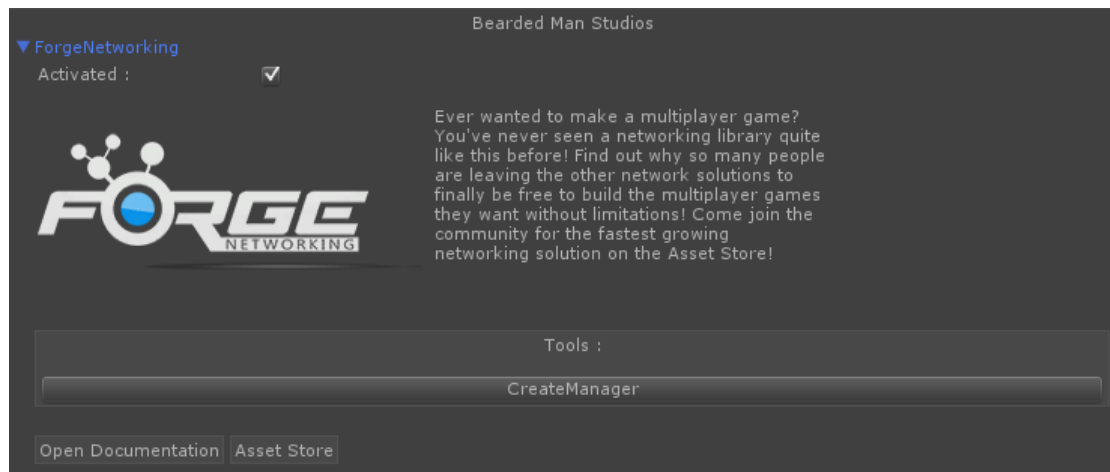 Bearded Man Studios
ForgeNetworking
Activated :
Ever wanted to make a multiplayer game?
You've never seen a networking library quite
like this before! Find out why so many people
are leaving the other network solutions to
finally be free to build the multiplayer games
they want without limitations! Come join the
community for the fastest growing
networking solution on the Asset Store!
FORGE
NETWORKING
Tools :
CreateManager
Open Documentation
Asset Store